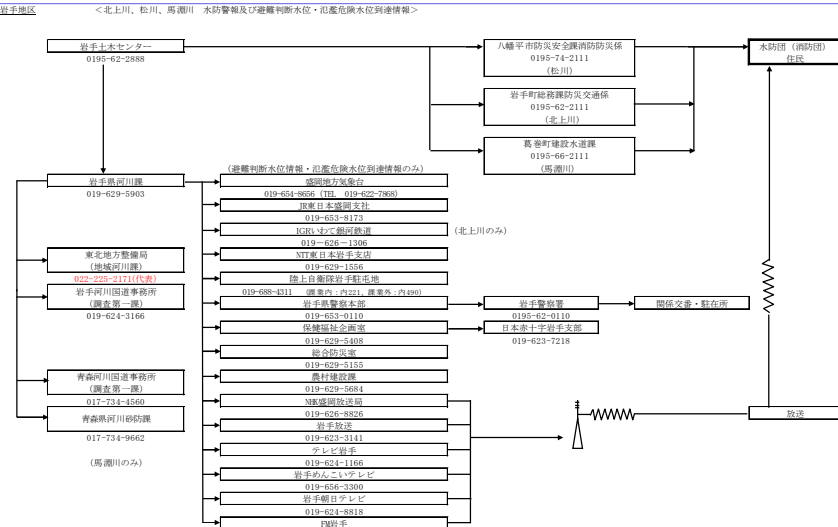 岩手地区
＜北上川、松川、馬淵川　水防警報及び避難判断水位・氾濫危険水位到達情報＞
岩手土木センター
0195-62-2888
八幡平市防災安全課消防防災係
0195-74-2111
（松川）
水防団（消防団）
住民
岩手町総務課防災交通係
0195-62-2111
（北上川）
葛巻町建設水道課
0195-66-2111
（馬淵川）
岩手県河川課
019-629-5903
東北地方整備局
（地域河川課）
022-225-2171(代表)
岩手河川国道事務所
（調査第一課）
019-624-3166
青森河川国道事務所
（調査第一課）
017-734-4560
青森県河川砂防課
017-734-9662
（馬淵川のみ）
（避難判断水位情報・氾濫危険水位到達情報のみ）
盛岡地方気象台
019-654-8656（TEL　019-622-7868）
JR東日本盛岡支社
019-653-8173
IGRいわて銀河鉄道
（北上川のみ）
019－626－1306
NTT東日本岩手支店
019-629-1556
陸上自衛隊岩手駐屯地
019-688-4311　（課業内：内221，課業外：内490）
岩手県警察本部
019-653-0110
岩手警察署
0195-62-0110
関係交番・駐在所
保健福祉企画室
019-629-5408
日本赤十字岩手支部
019-623-7218
総合防災室
019-629-5155
農村建設課
019-629-5684
NHK盛岡放送局
019-626-8826
岩手放送
019-623-3141
テレビ岩手
019-624-1166
岩手めんこいテレビ
019-656-3300
岩手朝日テレビ
019-624-8818
FM岩手
放送